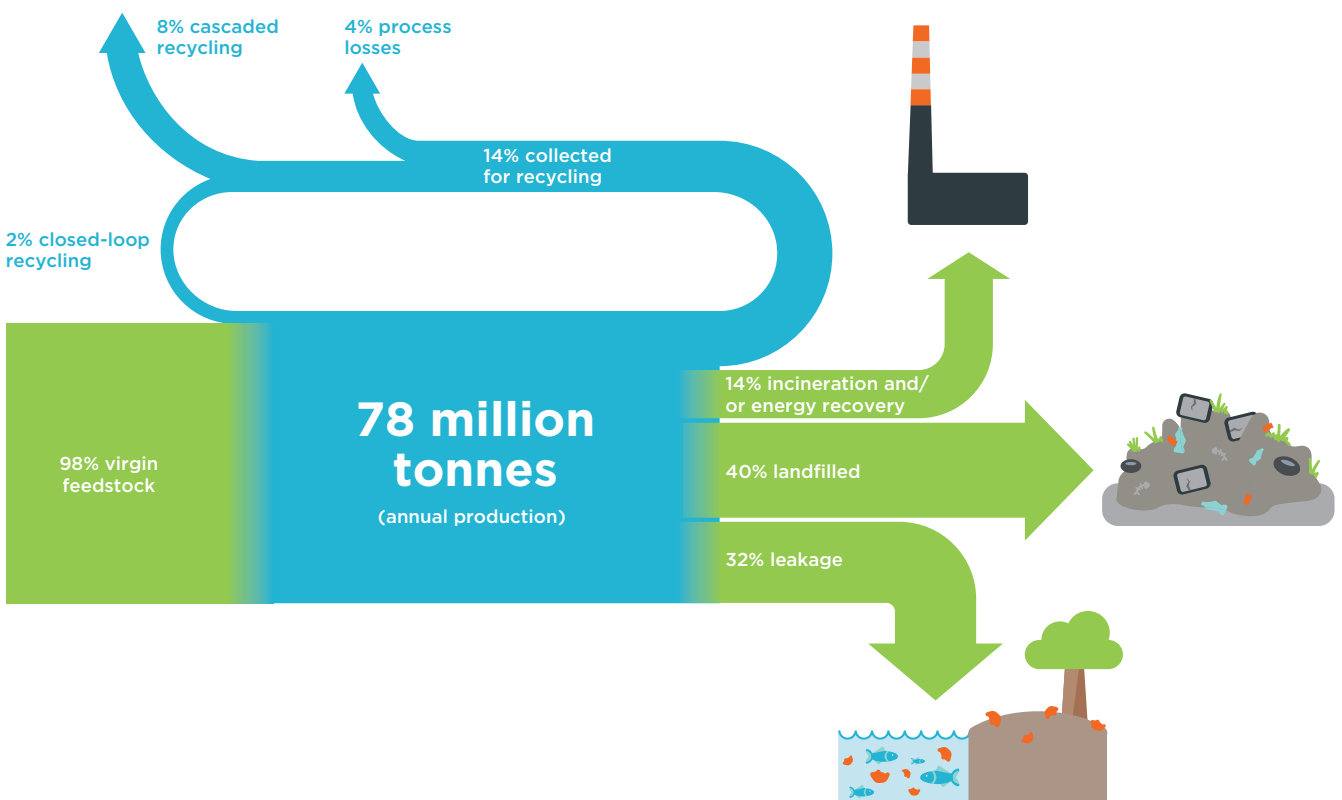 8% cascaded
recycling
4% process
losses
14% collected
for recycling
2% closed-loop
recycling
98% virgin
feedstock
78 million
tonnes
(annual production)
14% incineration and/
or energy recovery
40% landfilled
32% leakage